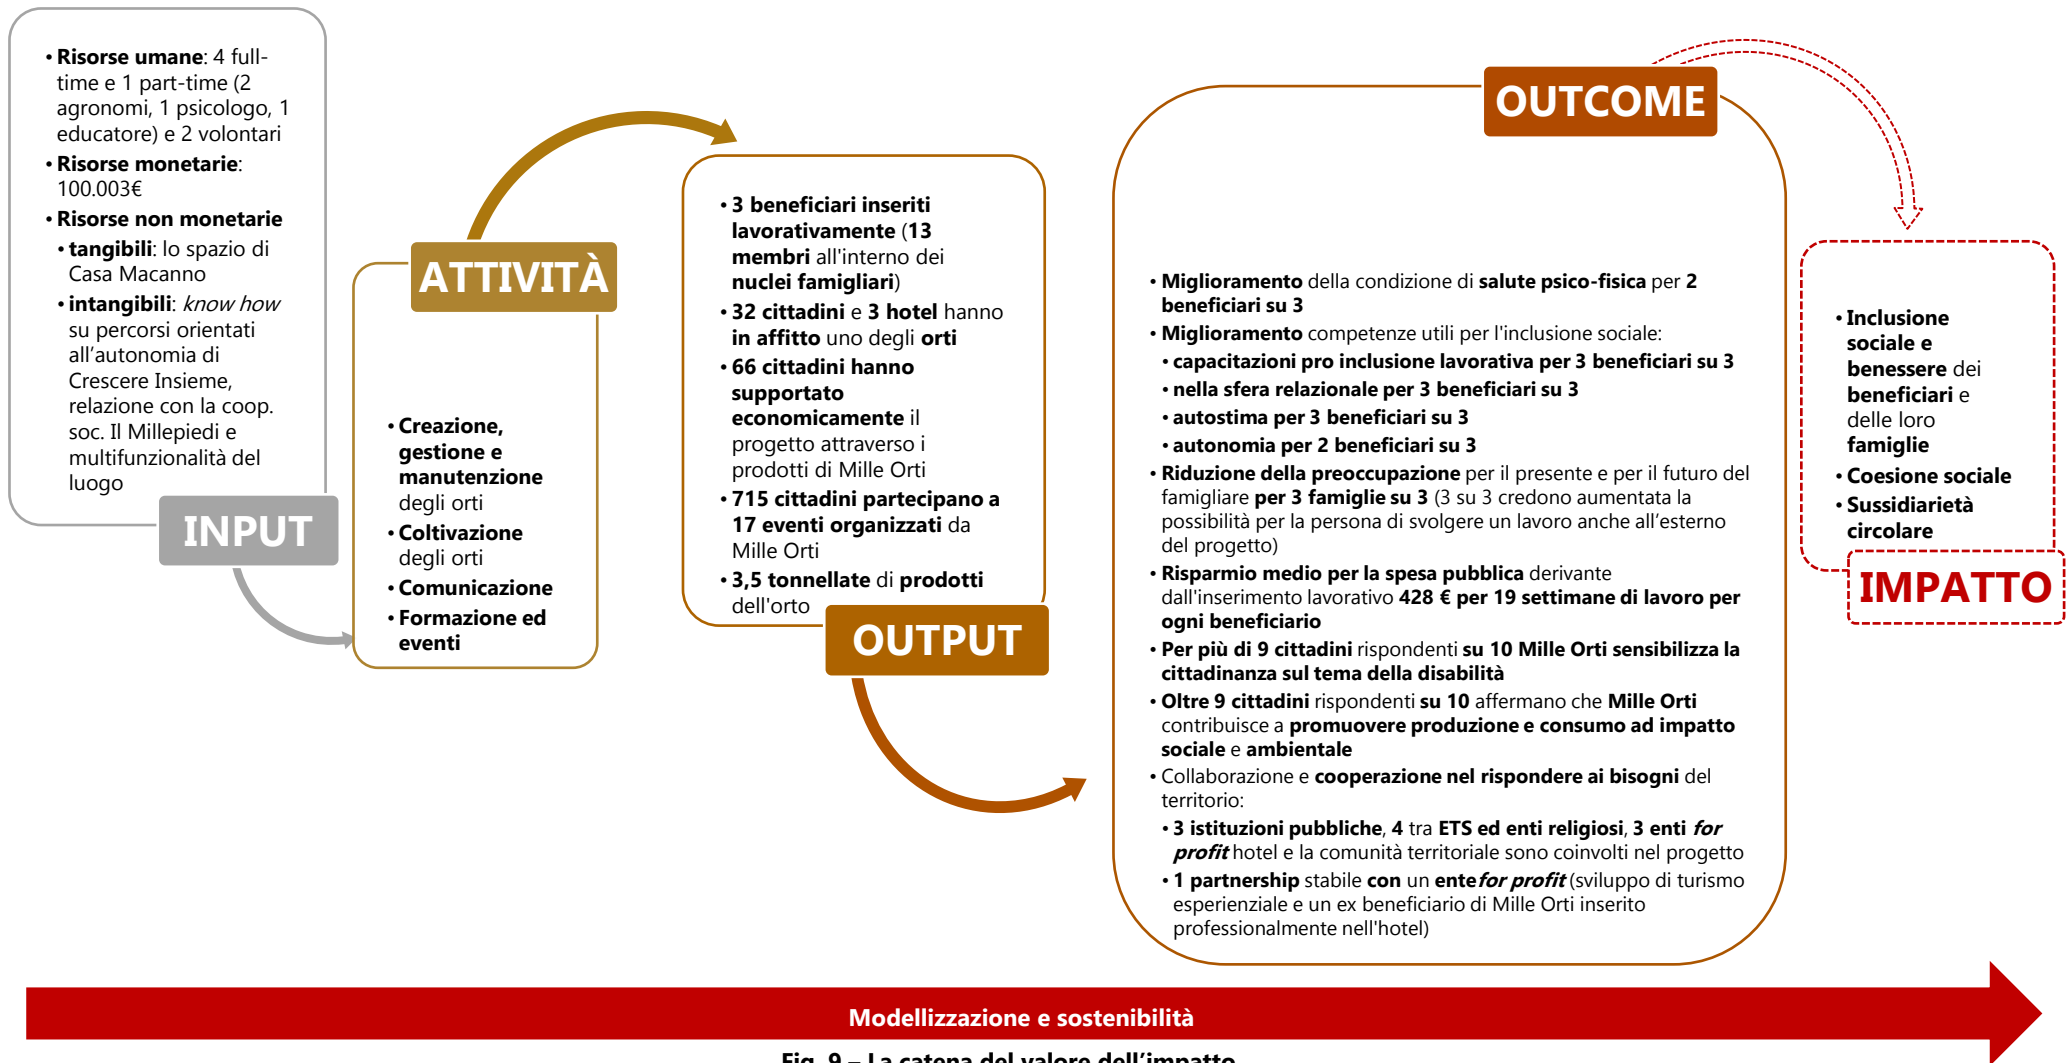 • Risorse umane: 4 full-
time e 1 part-time (2
agronomi, 1 psicologo, 1
educatore) e 2 volontari
• Risorse monetarie:
100.003€
• Risorse non monetarie
• tangibili: lo spazio di
Casa Macanno
• intangibili: know how
su percorsi orientati
all’autonomia di
Crescere Insieme,
relazione con la coop.
soc. Il Millepiedi e
multifunzionalità del
luogo
INPUT
ATTIVITÀ
• Creazione,
gestione e
manutenzione
degli orti
• Coltivazione
degli orti
• Comunicazione
• Formazione ed
eventi
• 3 beneficiari inseriti
lavorativamente (13
membri all'interno dei
nuclei famigliari)
• 32 cittadini e 3 hotel hanno
in affitto uno degli orti
• 66 cittadini hanno
supportato
economicamente il
progetto attraverso i
prodotti di Mille Orti
• 715 cittadini partecipano a
17 eventi organizzati da
Mille Orti
• 3,5 tonnellate di prodotti
dell'orto
OUTPUT
OUTCOME
• Miglioramento della condizione di salute psico-fisica per 2
beneficiari su 3
• Miglioramento competenze utili per l'inclusione sociale:
• capacitazioni pro inclusione lavorativa per 3 beneficiari su 3
• nella sfera relazionale per 3 beneficiari su 3
• autostima per 3 beneficiari su 3
• autonomia per 2 beneficiari su 3
• Riduzione della preoccupazione per il presente e per il futuro del
famigliare per 3 famiglie su 3 (3 su 3 credono aumentata la
possibilità per la persona di svolgere un lavoro anche all’esterno
del progetto)
• Risparmio medio per la spesa pubblica derivante
dall'inserimento lavorativo 428 € per 19 settimane di lavoro per
ogni beneficiario
• Per più di 9 cittadini rispondenti su 10 Mille Orti sensibilizza la
cittadinanza sul tema della disabilità
• Oltre 9 cittadini rispondenti su 10 affermano che Mille Orti
contribuisce a promuovere produzione e consumo ad impatto
sociale e ambientale
• Collaborazione e cooperazione nel rispondere ai bisogni del
territorio:
• 3 istituzioni pubbliche, 4 tra ETS ed enti religiosi, 3 enti for
profit hotel e la comunità territoriale sono coinvolti nel progetto
• 1 partnership stabile con un ente for profit (sviluppo di turismo
esperienziale e un ex beneficiario di Mille Orti inserito
professionalmente nell'hotel)
• Inclusione
sociale e
benessere dei
beneficiari e
delle loro
famiglie
• Coesione sociale
• Sussidiarietà
circolare
IMPATTO
Modellizzazione e sostenibilità
Fig. 9 – La catena del valore dell’impatto